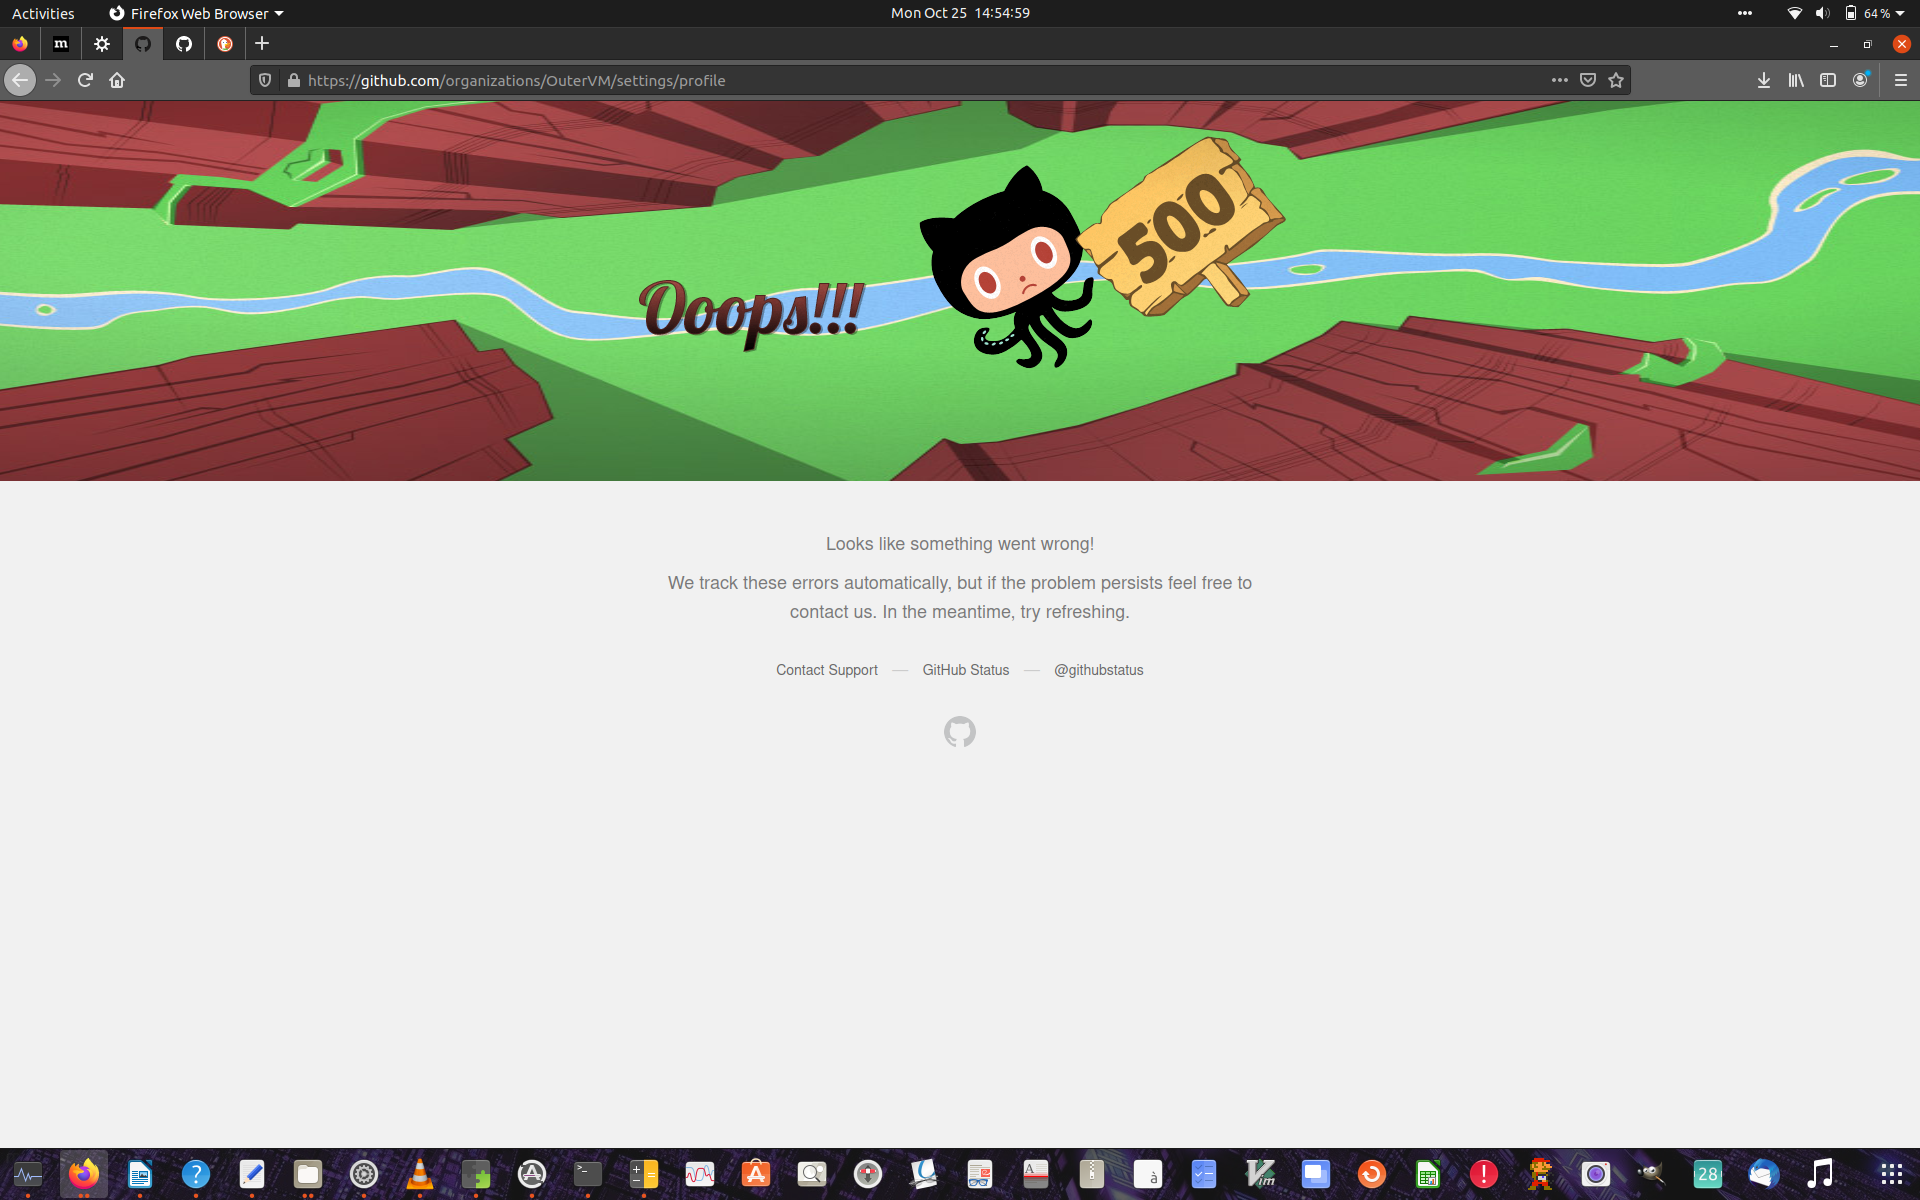 Activities
Firefox Web Browser
Mon Oct 25 14:54:59
64 %
m
https://github.com/organizations/OuterVM/settings/profile
500
Ooops!!!
Looks like something went wrong!
We track these errors automatically, but if the problem persists feel free to
contact us. In the meantime, try refreshing.
Contact Support — GitHub Status — @githubstatus
?
>_
A
à
Vim
!
28